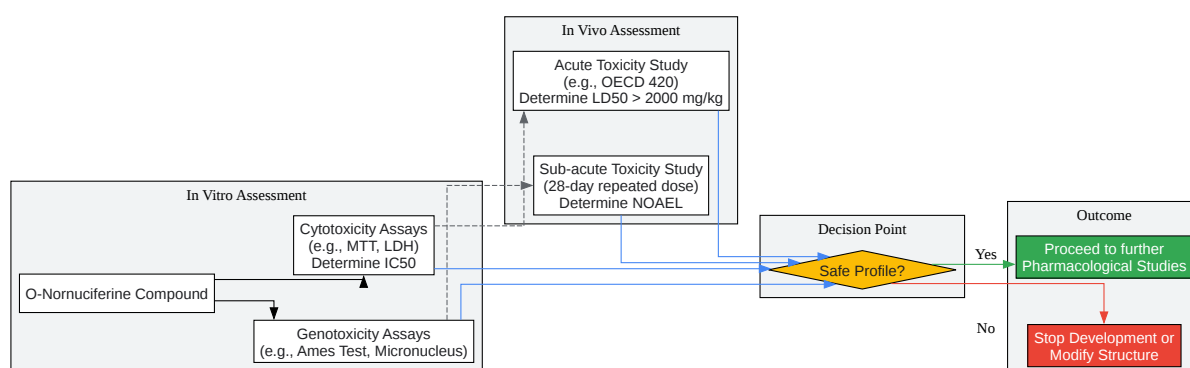 In Vivo Assessment
Acute Toxicity Study
(e.g., OECD 420)
Determine LD50 > 2000 mg/kg
Sub-acute Toxicity Study
(28-day repeated dose)
Determine NOAEL
In Vitro Assessment
Cytotoxicity Assays
(e.g., MTT, LDH)
Determine IC50
O-Nornuciferine Compound
Genotoxicity Assays
(e.g., Ames Test, Micronucleus)
Decision Point
Safe Profile?
Yes
No
Outcome
Proceed to further
Pharmacological Studies
Stop Development or
Modify Structure